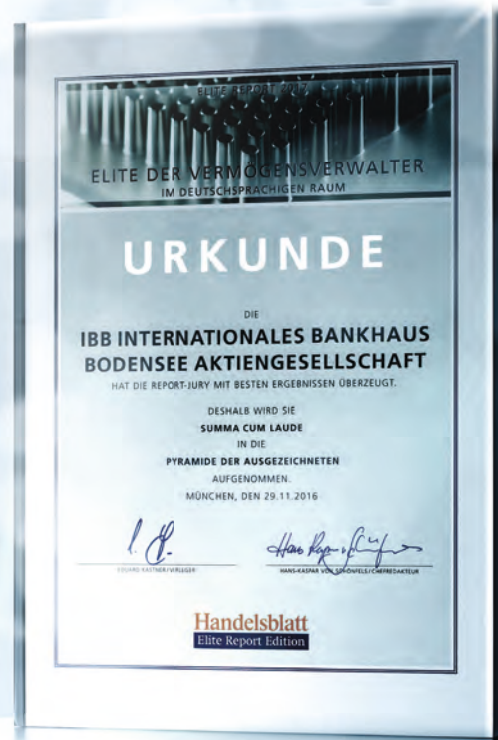 ELITE REPORT 2017
ELITE DER VERMÖGENSVERWALTER
IM DEUTSCHSPRACHIGEN RAUM
URKUNDE
DIE
IBB INTERNATIONALES BANKHAUS
BODENSEE AKTIENGESELLSCHAFT
HAT DIE REPORT-JURY MIT BESTEN ERGEBNISSEN ÜBERZEUGT.
DESHALB WIRD SIE
SUMMA CUM LAUDE
IN DIE
PYRAMIDE DER AUSGEZEICHNETEN
AUFGENOMMEN.
MÜNCHEN, DEN 29.11.2016
HANS-KASPAR VON SCHÖNFELS / CHEFREDAKTEUR
Handelsblatt
Elite Report Edition